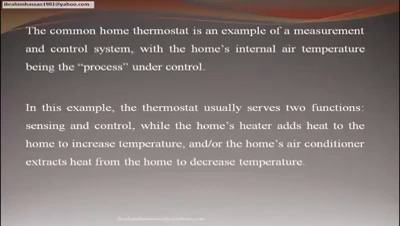 ibrahimhassan1981@yahoo.com
The common home thermostat is an example of a measurement
and control system, with the home's internal air temperature
being the “process” under control.
In this example, the thermostat usually serves two functions:
sensing and control, while the home's heater adds heat to the
home to increase temperature, and/or the home's air conditioner
extracts heat from the home to decrease temperature.